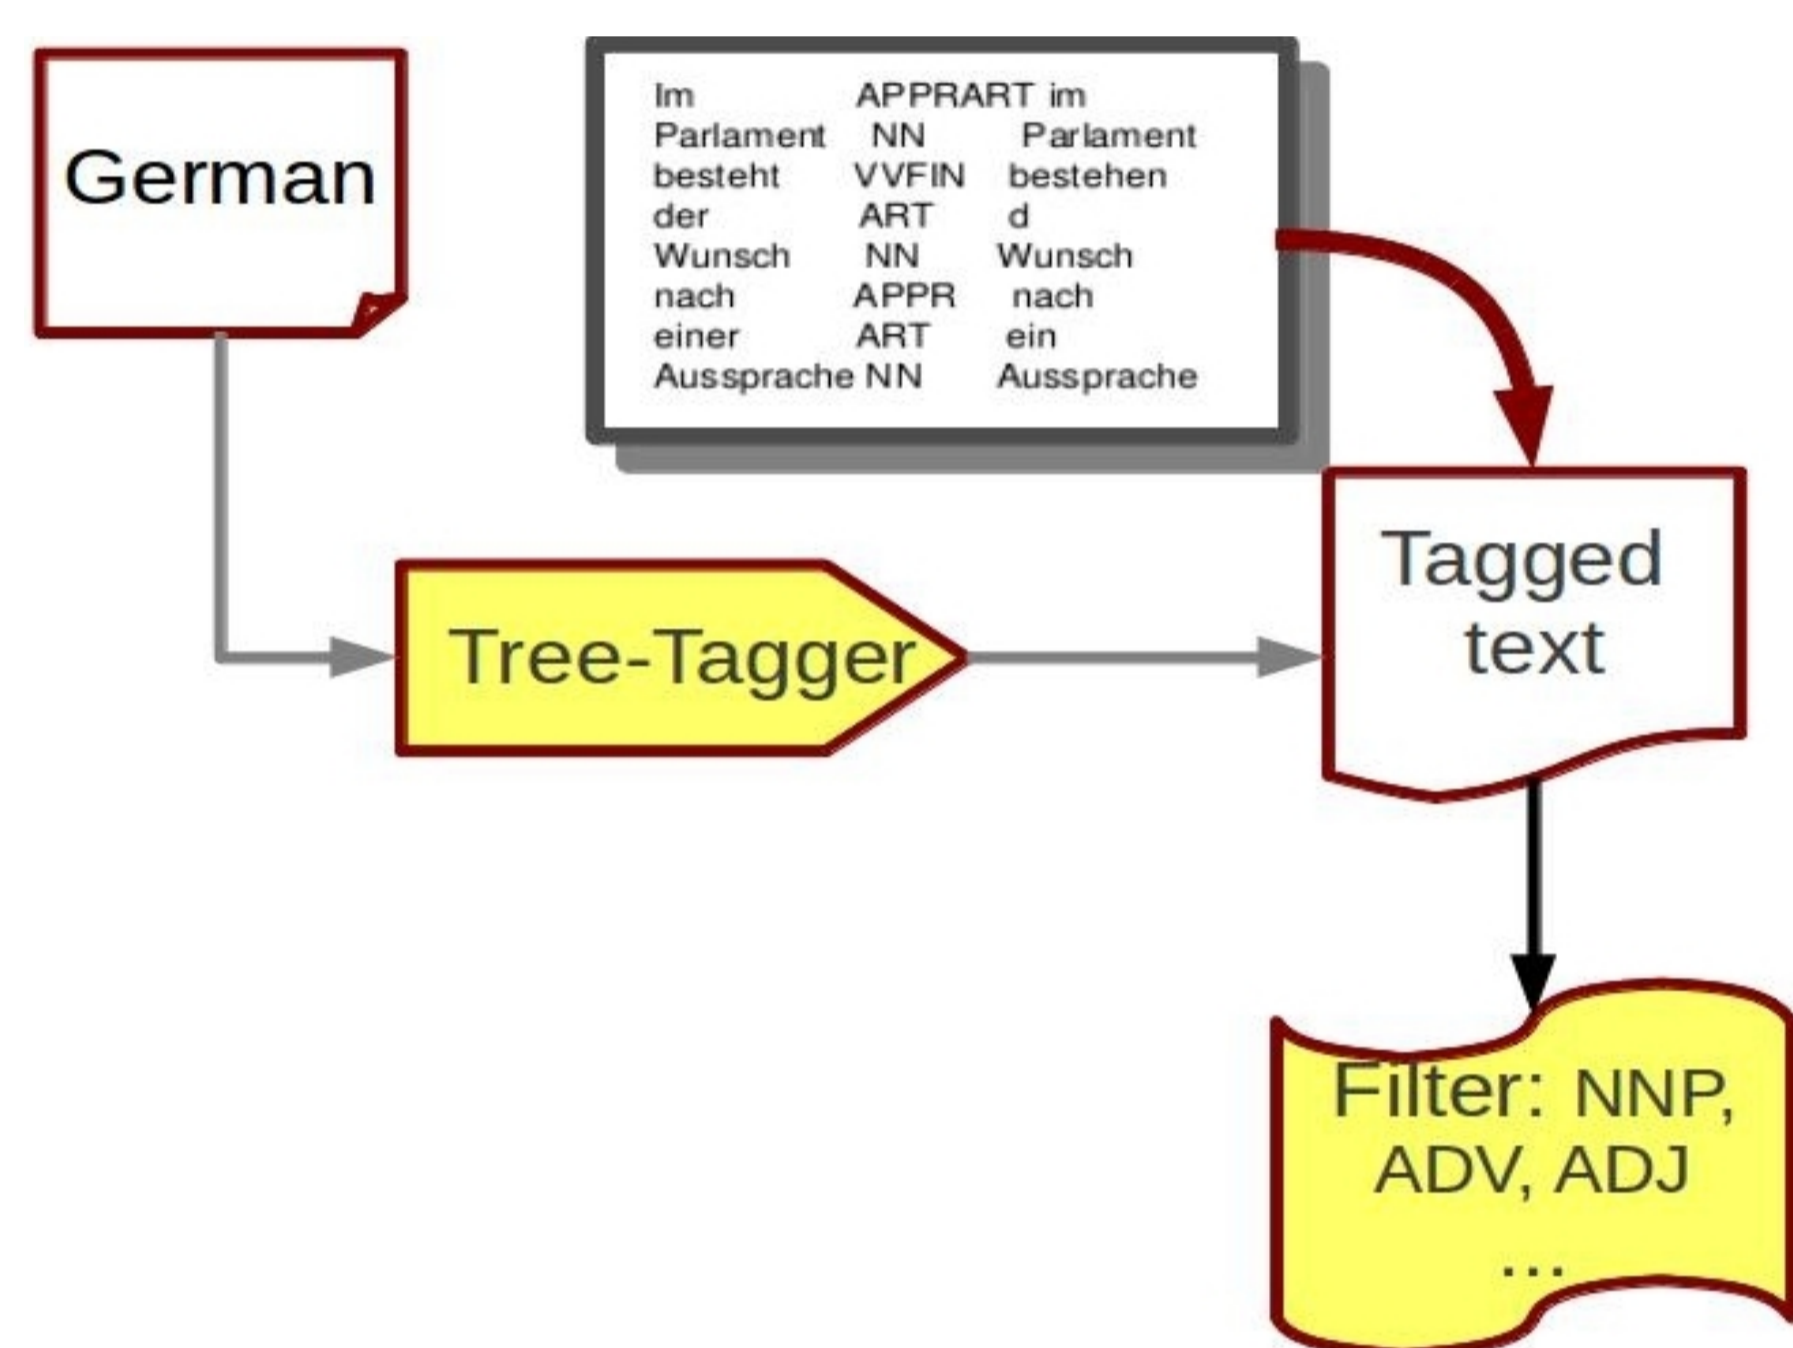 German
Im APPRART im
Parlament NN Parlament
besteht VVFIN bestehen
der ART d
Wunsch NN Wunsch
nach APPR nach
einer ART ein
Aussprache NN Aussprache
Tree-Tagger
Tagged
text
Filter: NNP,
ADV, ADJ
...